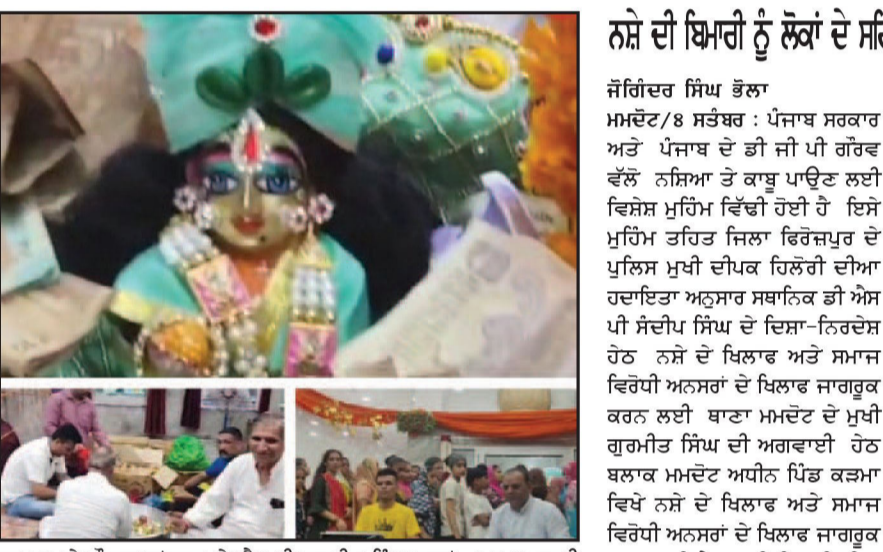 ਨਸ਼ੇ ਦੀ ਬਿਮਾਰੀ ਨੂੰ ਲੋਕਾਂ ਦੇ
ਜੋਗਿੰਦਰ ਸਿੰਘ ਭੋਲਾ
ਮਮਦੋਟ/8 ਸਤੰਬਰ : ਪੰਜਾਬ ਸਰਕਾਰ
ਅਤੇ ਪੰਜਾਬ ਦੇ ਡੀ ਜੀ ਪੀ ਗੌਰਵ
ਵੱਲੋ ਨਸ਼ਿਆ ਤੇ ਕਾਬੂ ਪਾਉਣ ਲਈ
ਵਿਸ਼ੇਸ਼ ਮੁਹਿੰਮ ਵਿੱਢੀ ਹੋਈ ਹੈ ਇਸੇ
ਮੁਹਿੰਮ ਤਹਿਤ ਜਿਲਾ ਫਿਰੋਜ਼ਪੁਰ ਦੇ
ਪੁਲਿਸ ਮੁਖੀ ਦੀਪਕ ਹਿਲੋਰੀ ਦੀਆ
ਹਦਾਇਤਾ ਅਨੁਸਾਰ ਸਥਾਨਿਕ ਡੀ ਐਸ
ਪੀ ਸੰਦੀਪ ਸਿੰਘ ਦੇ ਦਿਸ਼ਾ-ਨਿਰਦੇਸ਼
ਹੇਠ ਨਸ਼ੇ ਦੇ ਖਿਲਾਫ ਅਤੇ ਸਮਾਜ
ਵਿਰੋਧੀ ਅਨਸਰਾਂ ਦੇ ਖਿਲਾਫ ਜਾਗਰੂਕ
ਕਰਨ ਲਈ ਥਾਣਾ ਮਮਦੋਟ ਦੇ ਮੁਖੀ
ਗੁਰਮੀਤ ਸਿੰਘ ਦੀ ਅਗਵਾਈ ਹੇਠ
ਬਲਾਕ ਮਮਦੋਟ ਅਧੀਨ ਪਿੰਡ ਕੜਮਾ
ਵਿਖੇ ਨਸ਼ੇ ਦੇ ਖਿਲਾਫ ਅਤੇ ਸਮਾਜ
ਵਿਰੋਧੀ ਅਨਸਰਾਂ ਦੇ ਖਿਲਾਫ ਜਾਗਰੂਕ